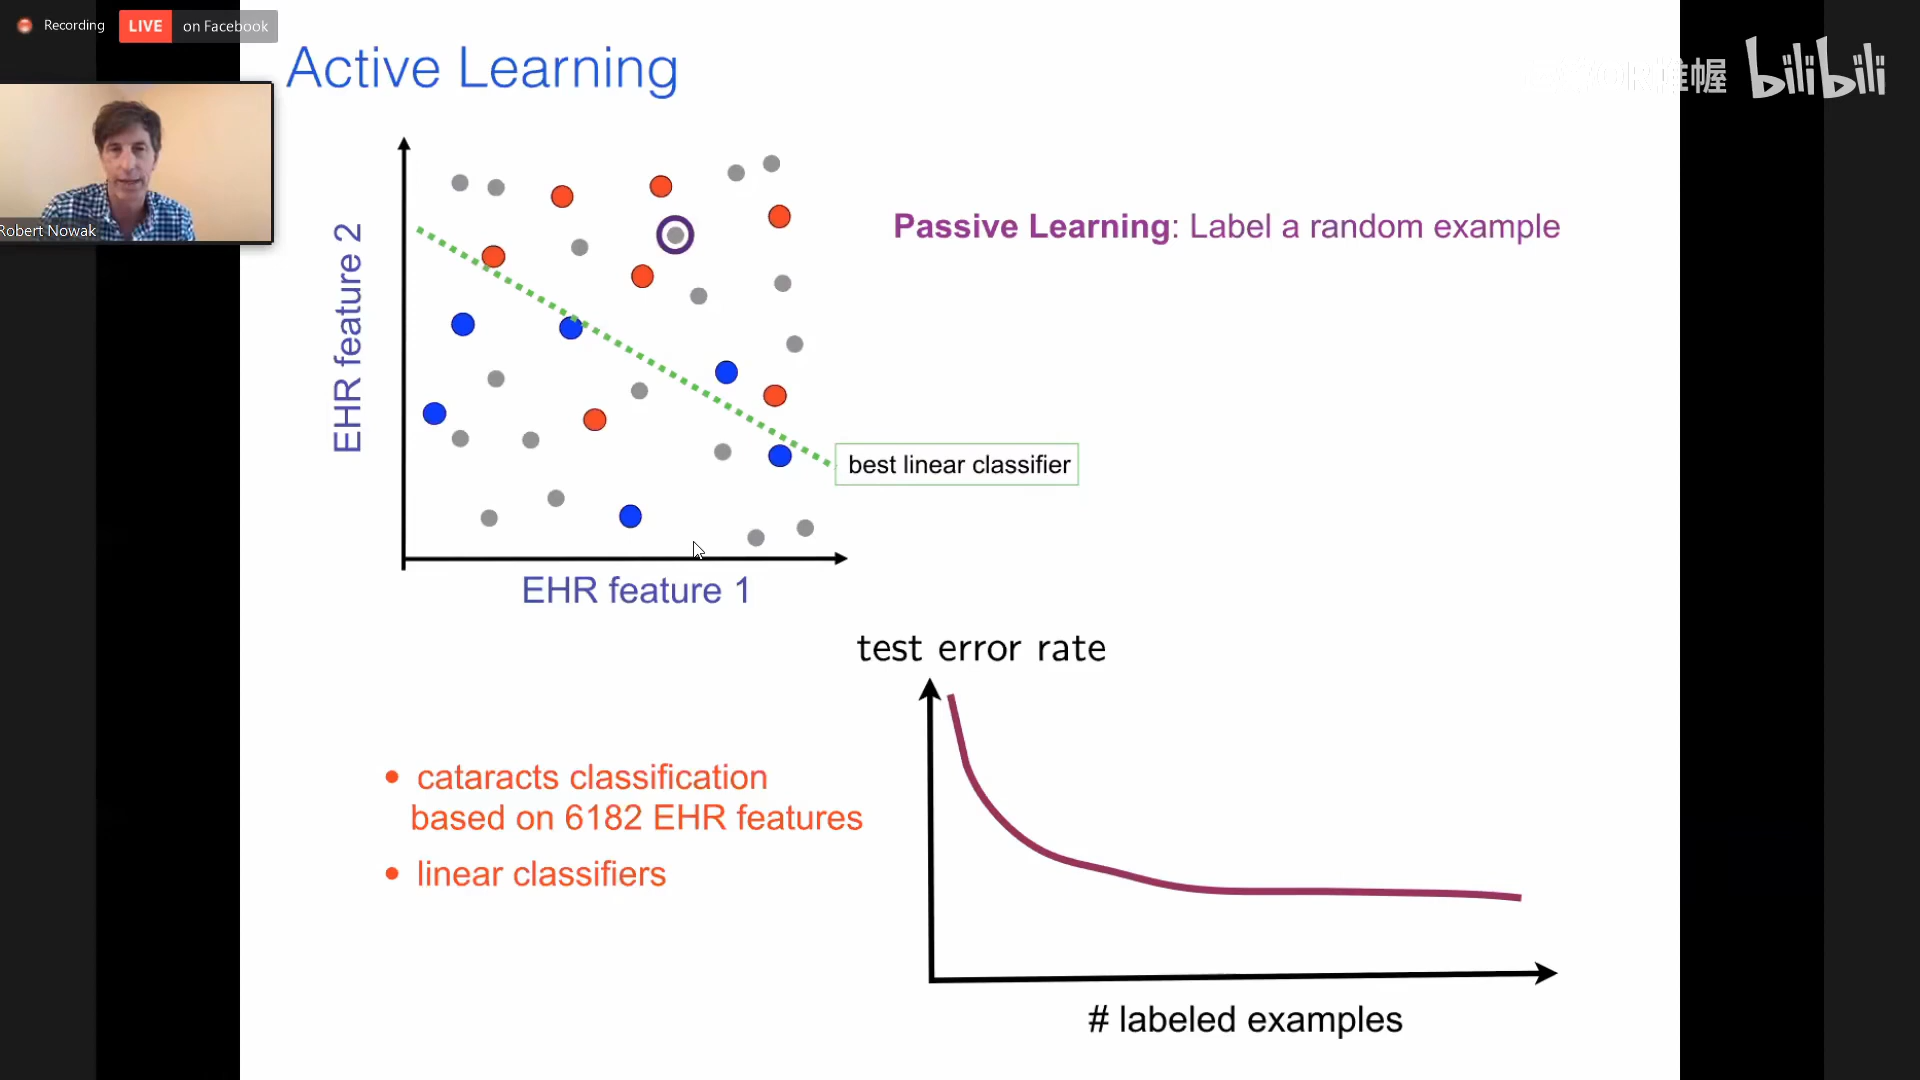 Recording
LIVE on Facebook
Active Learning
bilibili
Robert Nowak
Passive Learning: Label a random example
EHR feature 2
best linear classifier
EHR feature 1
test error rate
• cataracts classification
based on 6182 EHR features
• linear classifiers
# labeled examples